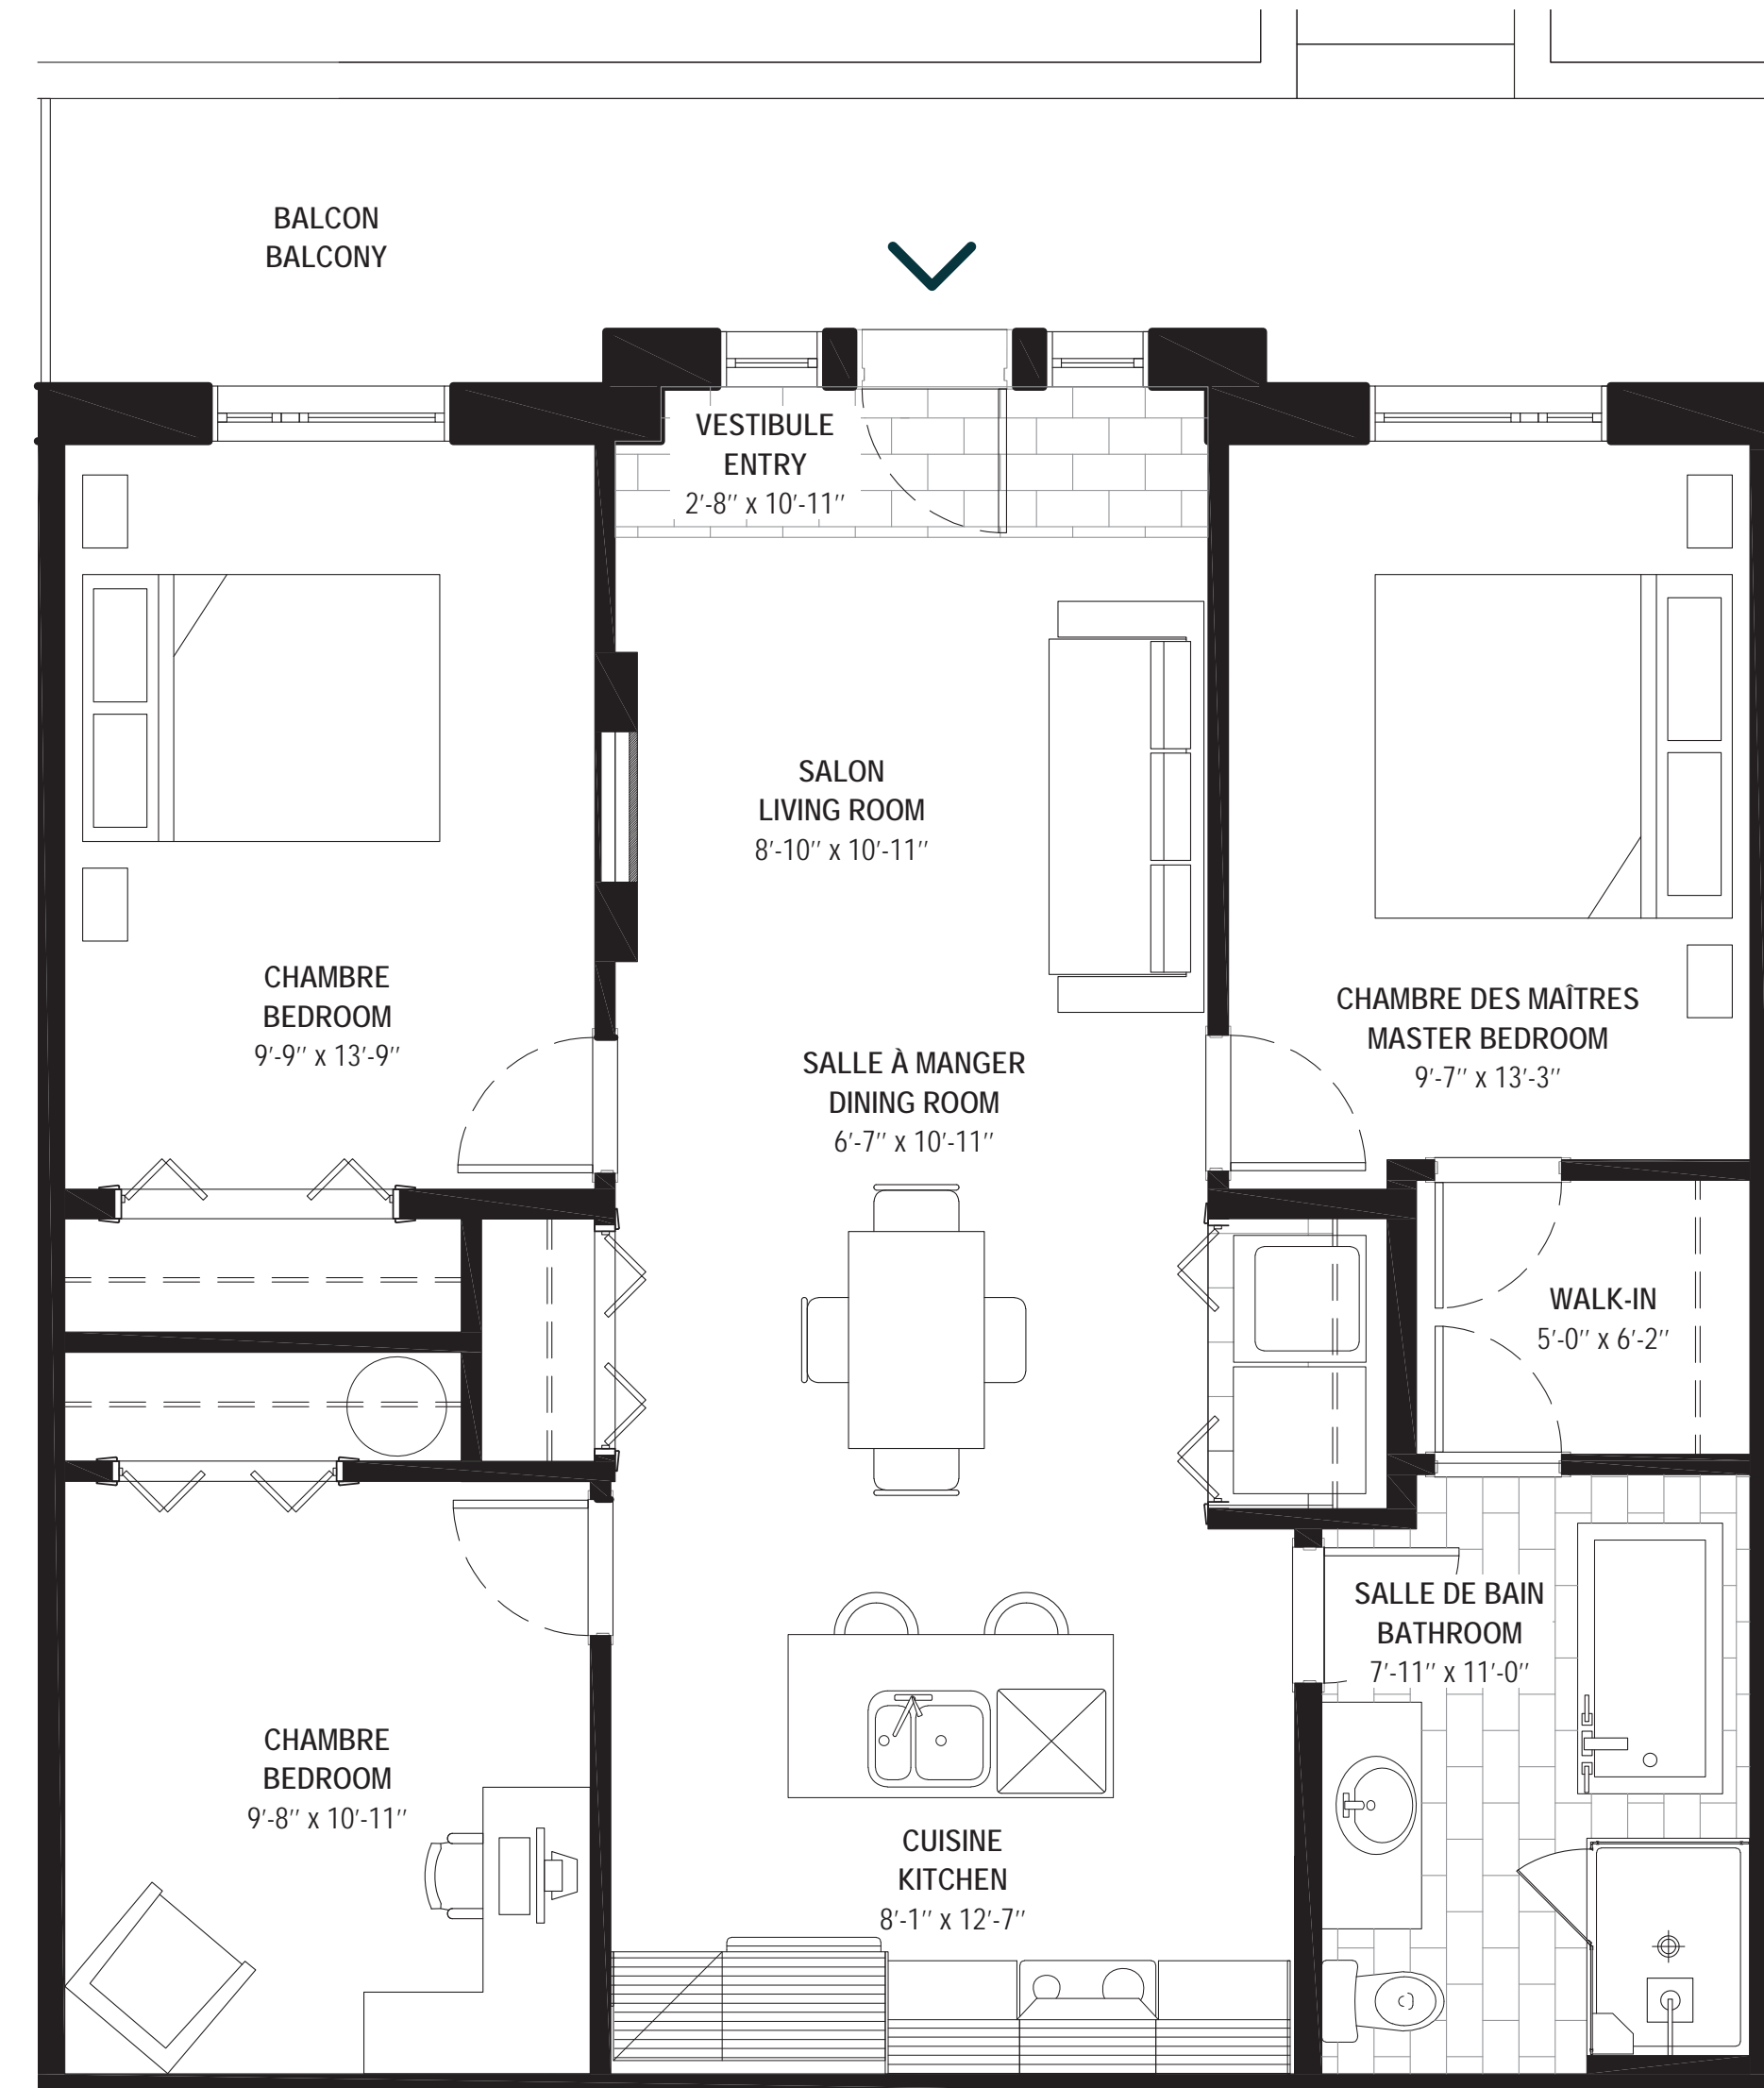 BALCON
BALCONY
VESTIBULE
ENTRY
2'-8'' x 10'-11''
SALON
LIVING ROOM
8'-10'' x 10'-11''
CHAMBRE
BEDROOM
9'-9'' x 13'-9''
CHAMBRE DES MAÎTRES
MASTER BEDROOM
9'-7'' x 13'-3''
SALLE À MANGER
DINING ROOM
6'-7'' x 10'-11''
WALK-IN
5'-0'' x 6'-2''
SALLE DE BAIN
BATHROOM
7'-11'' x 11'-0''
CHAMBRE
BEDROOM
9'-8'' x 10'-11''
CUISINE
KITCHEN
8'-1'' x 12'-7''